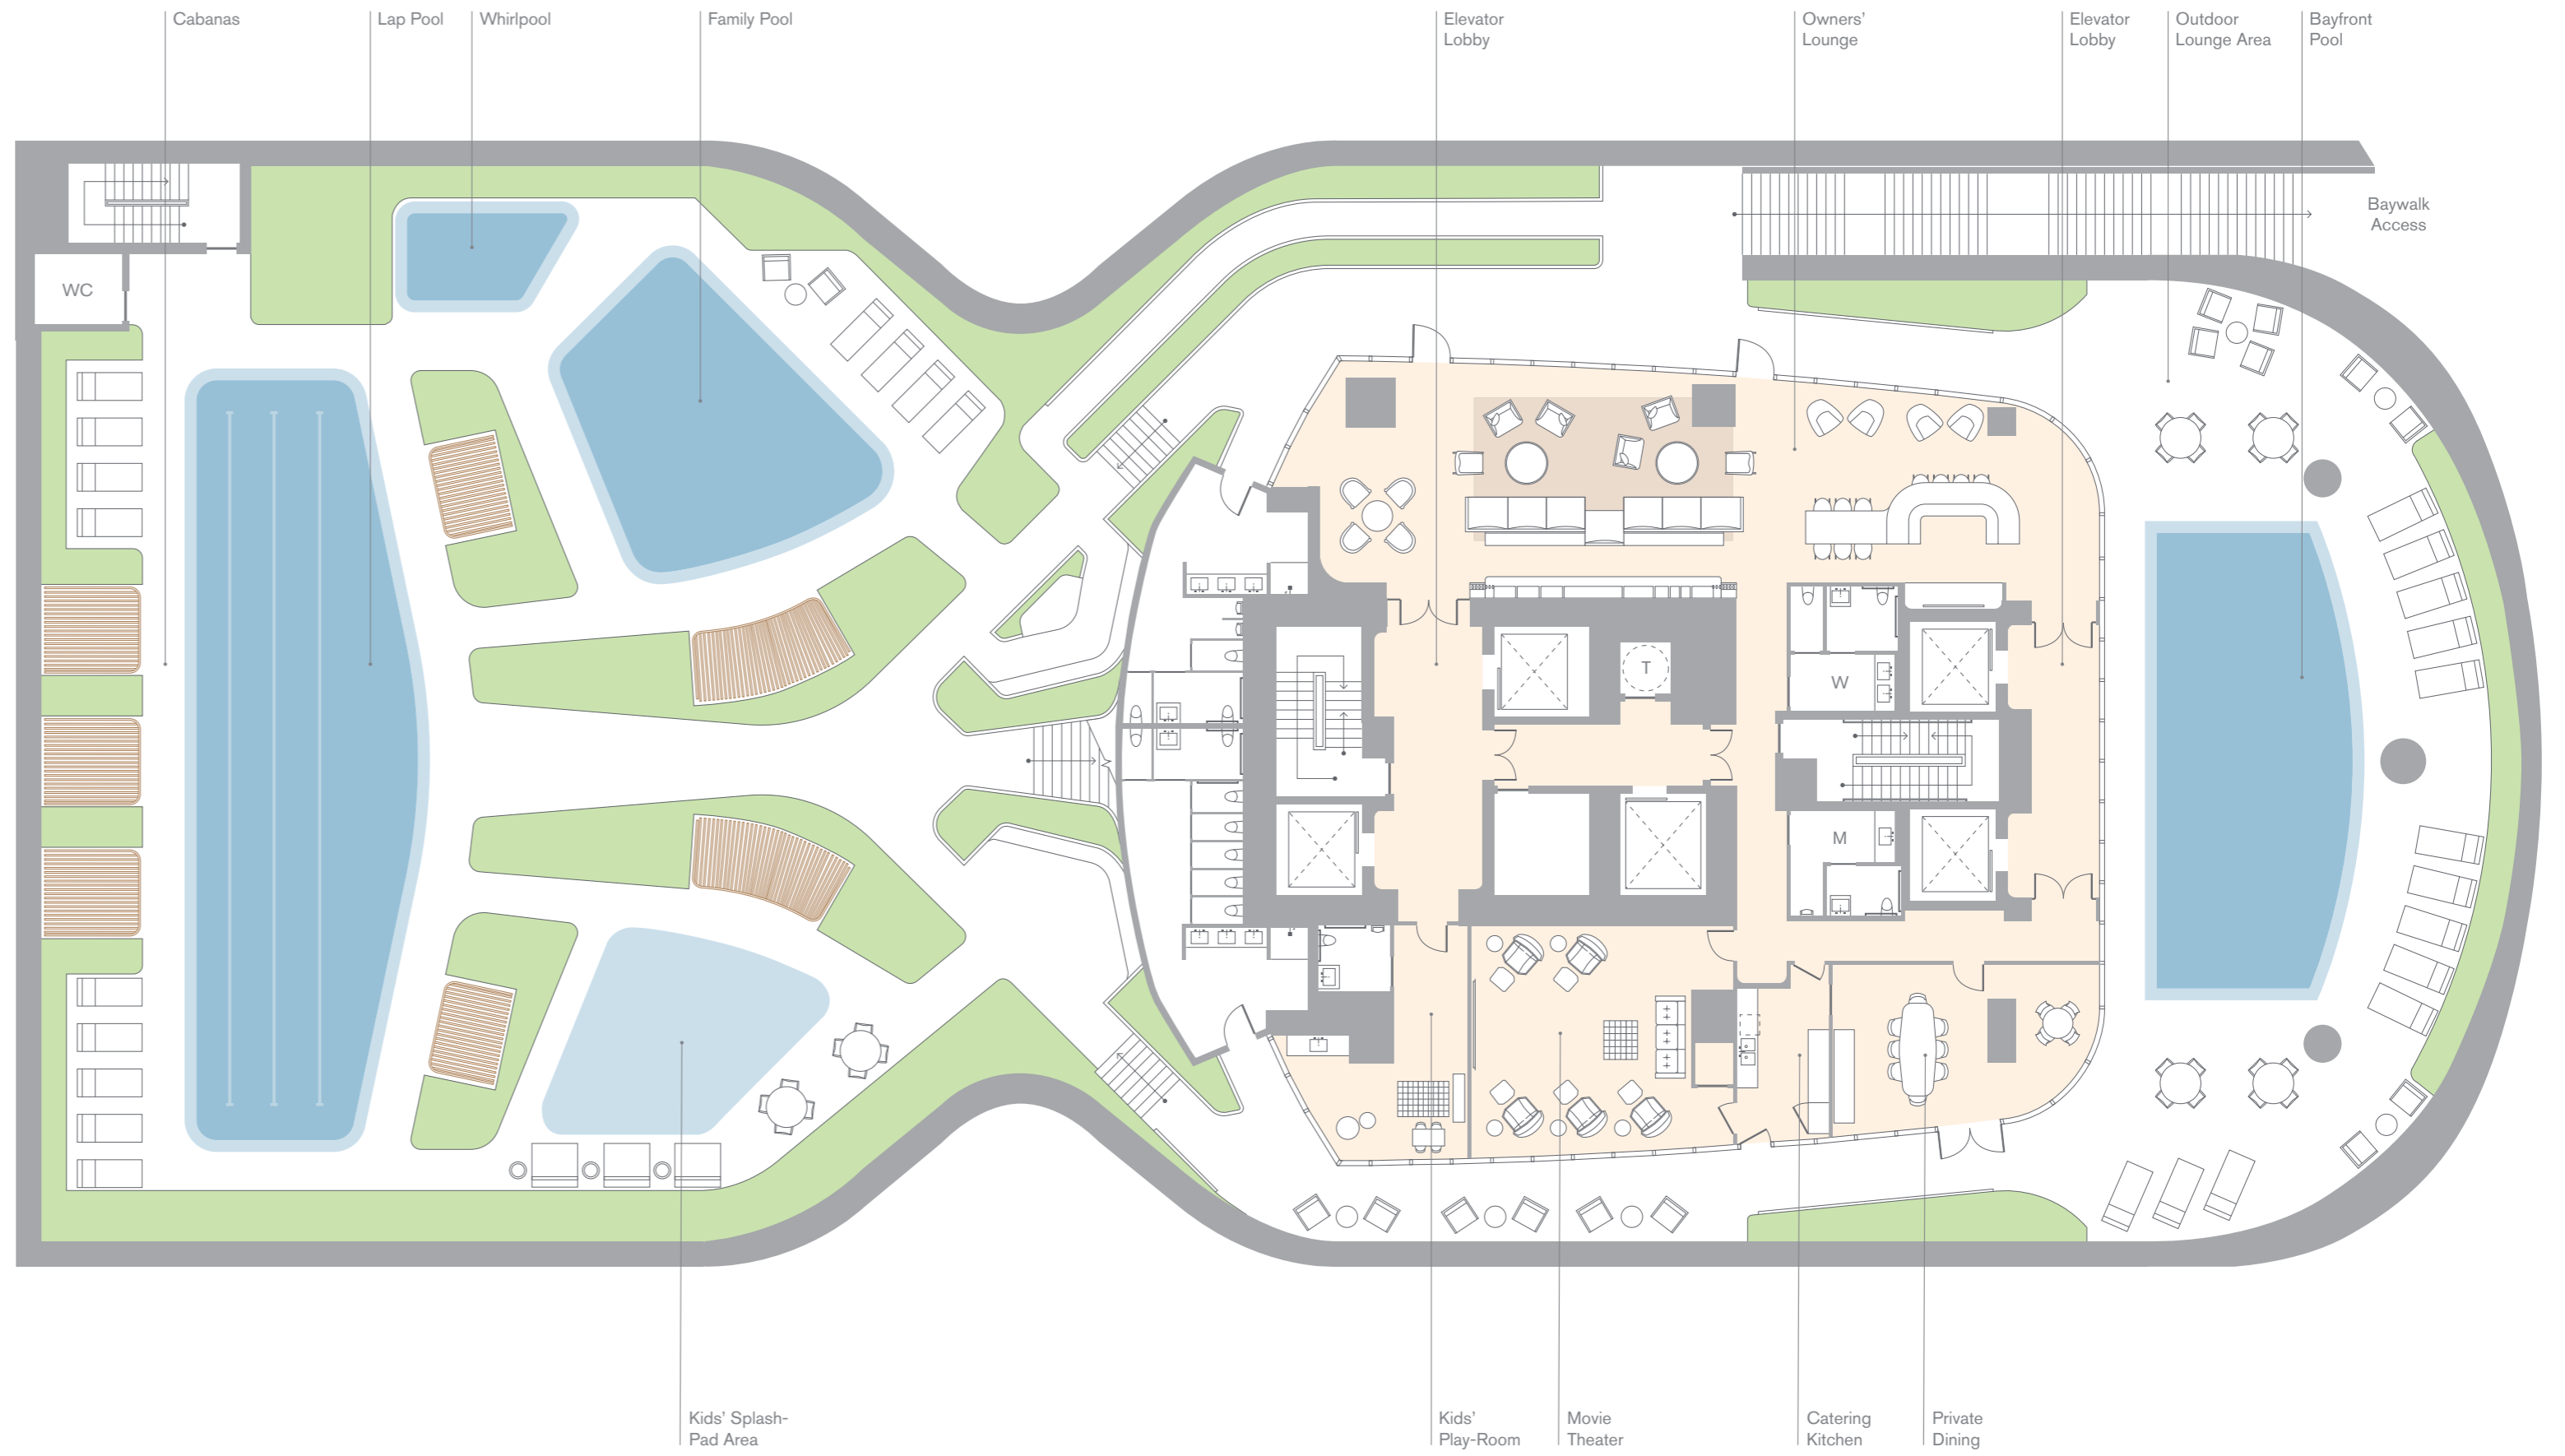 Cabanas
Lap Pool
Whirlpool
Family Pool
Elevator
Lobby
Owners'
Lounge
Elevator
Lobby
Outdoor
Lounge Area
Bayfront
Pool
Baywalk
Access
WC
T
W
M
Kids' Splash-
Pad Area
Kids'
Play-Room
Movie
Theater
Catering
Kitchen
Private
Dining